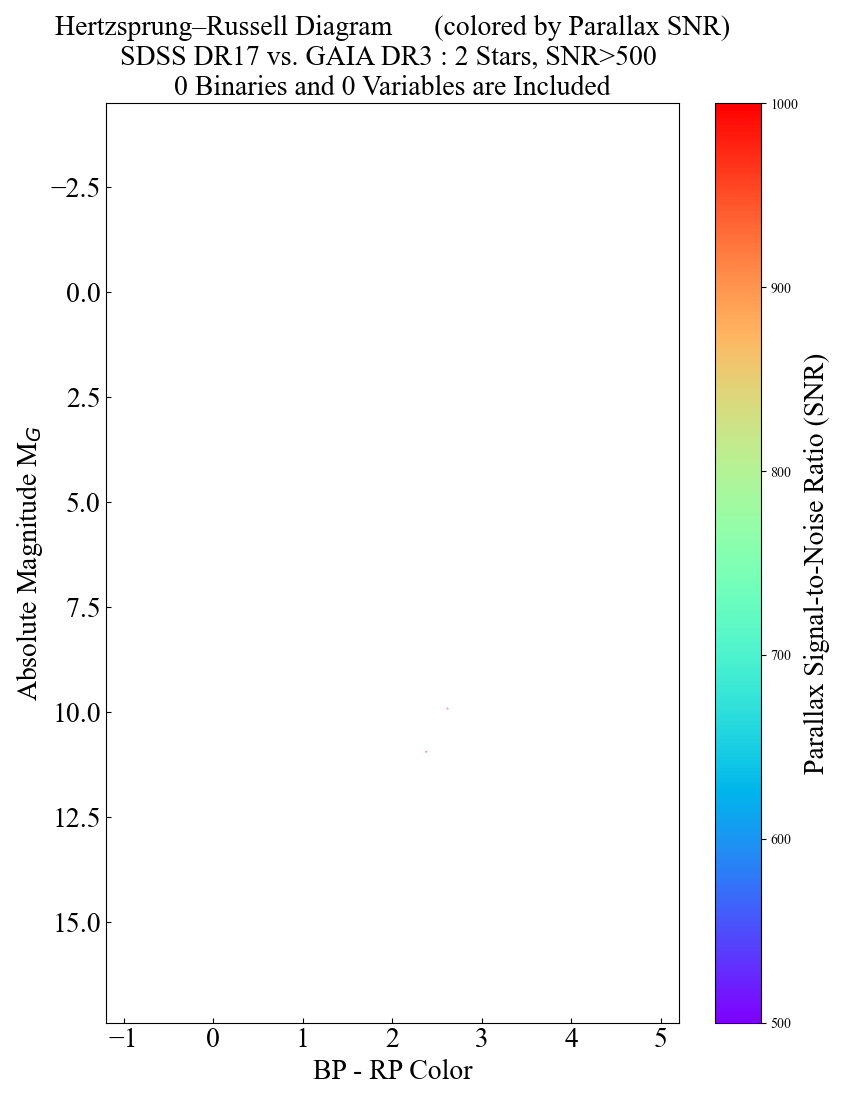 Hertzsprung–Russell Diagram (colored by Parallax SNR)
SDSS DR17 vs. GAIA DR3 : 2 Stars, SNR>500
0 Binaries and 0 Variables are Included
Absolute Magnitude M_G
−2.5
0.0
2.5
5.0
7.5
10.0
12.5
15.0
−1 0 1 2 3 4 5
BP - RP Color
1000
900
800
700
600
500
Parallax Signal-to-Noise Ratio (SNR)